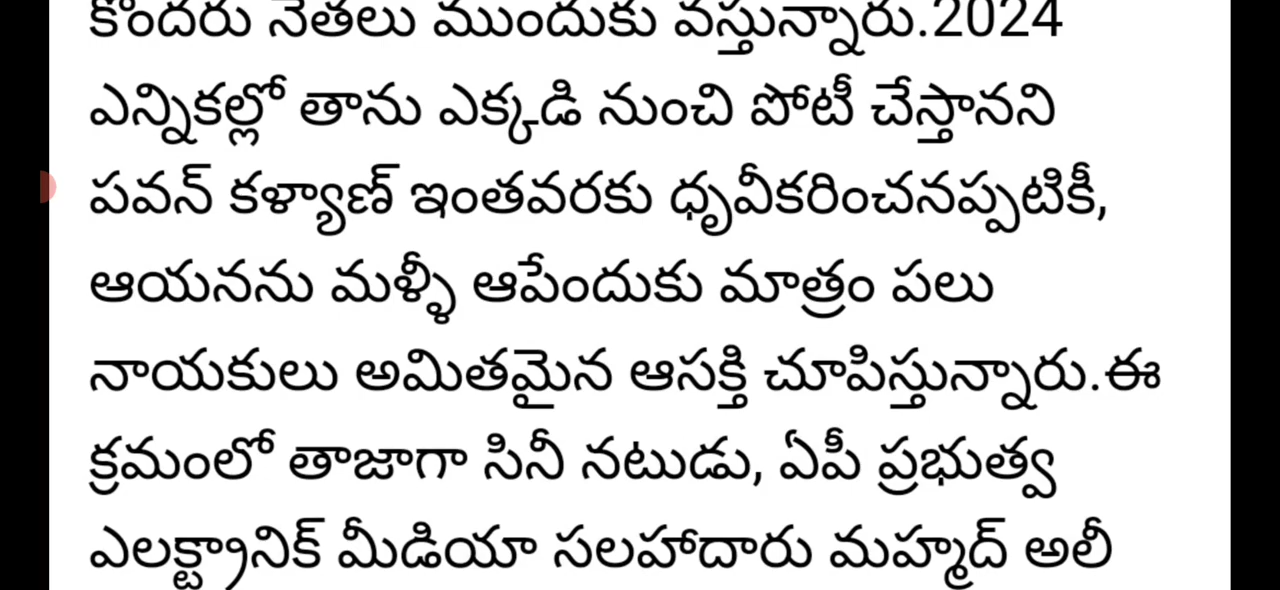 కొందరు నేతలు ముందుకు వస్తున్నారు.2024
ఎన్నికల్లో తాను ఎక్కడి నుంచి పోటీ చేస్తానని
పవన్ కళ్యాణ్ ఇంతవరకు ధృవీకరించనప్పటికీ,
ఆయనను మళ్ళీ ఆపేందుకు మాత్రం పలు
నాయకులు అమితమైన ఆసక్తి చూపిస్తున్నారు.ఈ
క్రమంలో తాజాగా సినీ నటుడు, ఏపీ ప్రభుత్వ
ఎలక్ట్రానిక్ మీడియా సలహాదారు మహ్మద్ అలీ